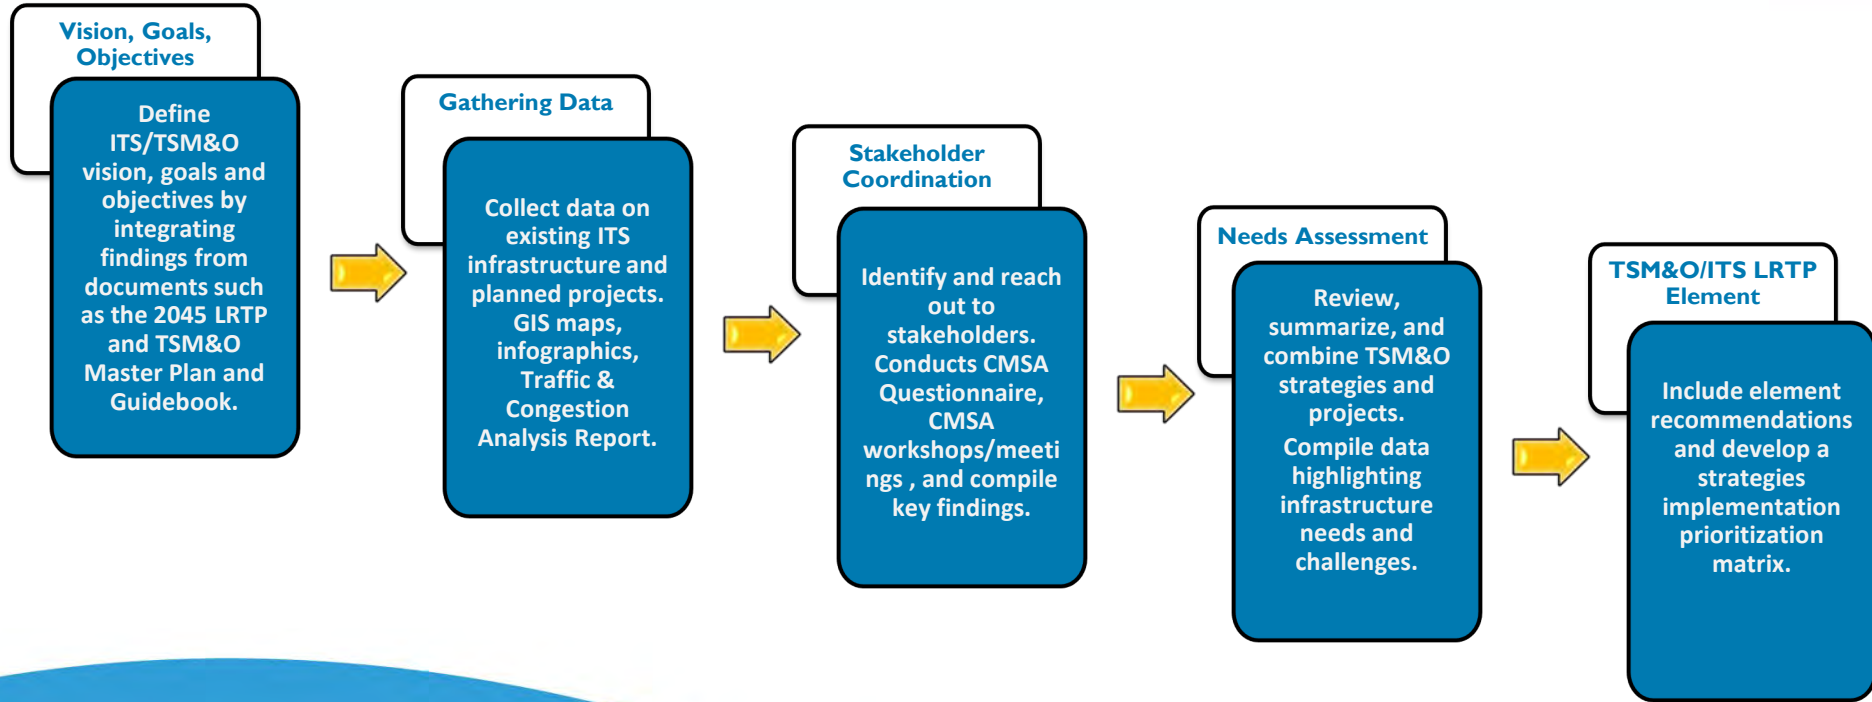 Vision, Goals,
Objectives
Define
ITS/TSM&O
vision, goals and
objectives by
integrating
findings from
documents such
as the 2045 LRTP
and TSM&O
Master Plan and
Guidebook.
Gathering Data
Collect data on
existing ITS
infrastructure and
planned projects.
GIS maps,
infographics,
Traffic &
Congestion
Analysis Report.
Stakeholder
Coordination
Identify and reach
out to
stakeholders.
Conducts CMSA
Questionnaire,
CMSA
workshops/meeti
ngs , and compile
key findings.
Needs Assessment
Review,
summarize, and
combine TSM&O
strategies and
projects.
Compile data
highlighting
infrastructure
needs and
challenges.
TSM&O/ITS LRTP
Element
Include element
recommendations
and develop a
strategies
implementation
prioritization
matrix.